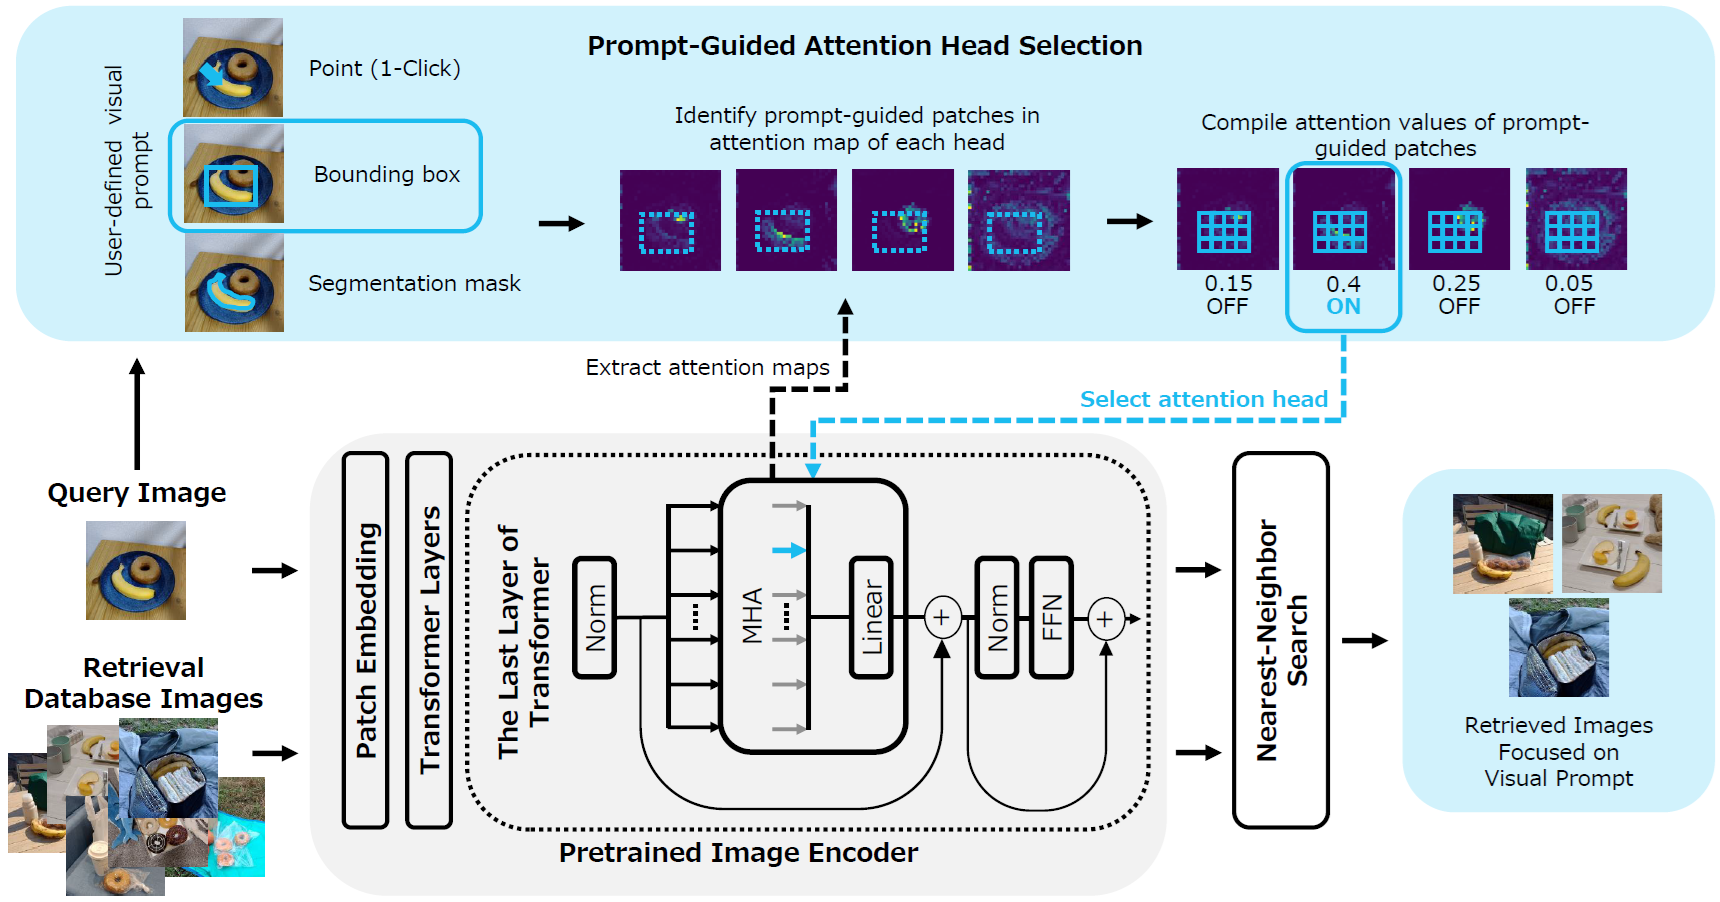 Prompt-Guided Attention Head Selection
User-defined visual
prompt
Point (1-Click)
Bounding box
Segmentation mask
Identify prompt-guided patches in
attention map of each head
Compile attention values of prompt-
guided patches
0.15
OFF
0.4
ON
0.25
OFF
0.05
OFF
Extract attention maps
Select attention head
Query Image
Retrieval
Database Images
Patch Embedding
Transformer Layers
The Last Layer of
Transformer
Norm
MHA
Linear
+
Norm
FFN
+
Pretrained Image Encoder
Nearest-Neighbor
Search
Retrieved Images
Focused on
Visual Prompt